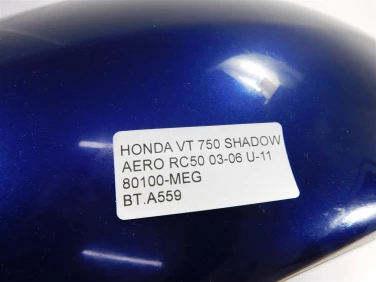 HONDA VT 750 SHADOW
AERO RC50 03-06 U-11
80100-MEG
BT.A559